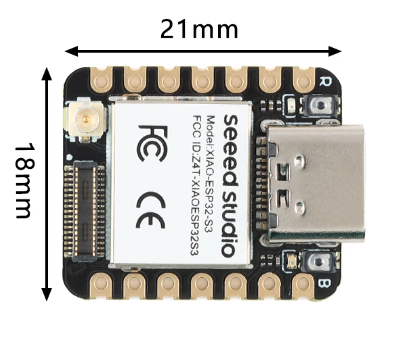 21mm
18mm
R
seeed studio
Model:XIAO-ESP32-S3
FCC ID:Z4T-XIAOESP32S3
FC
CE
B